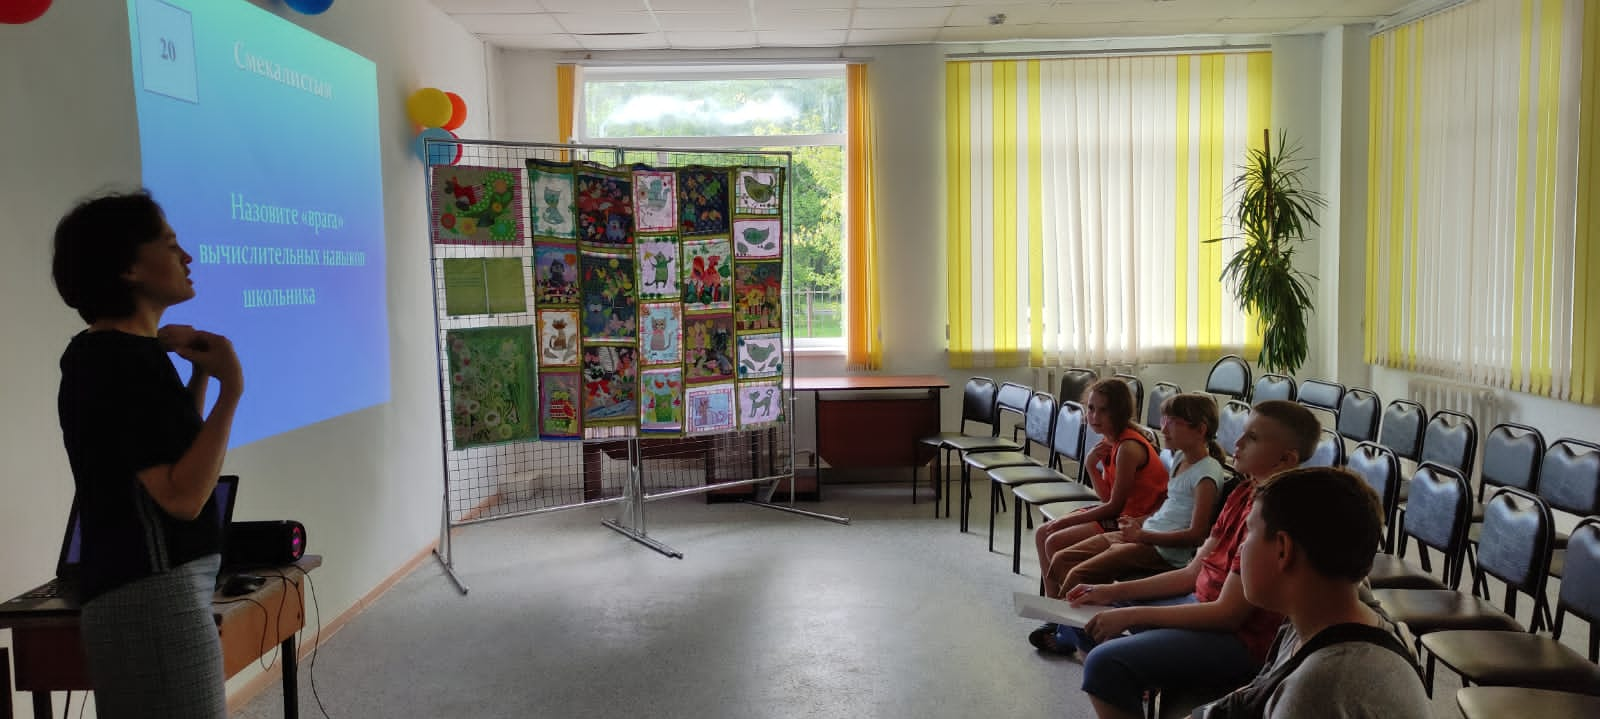 20
Смекалистым
Назовите «врага»
вычислительных навыков
школьника